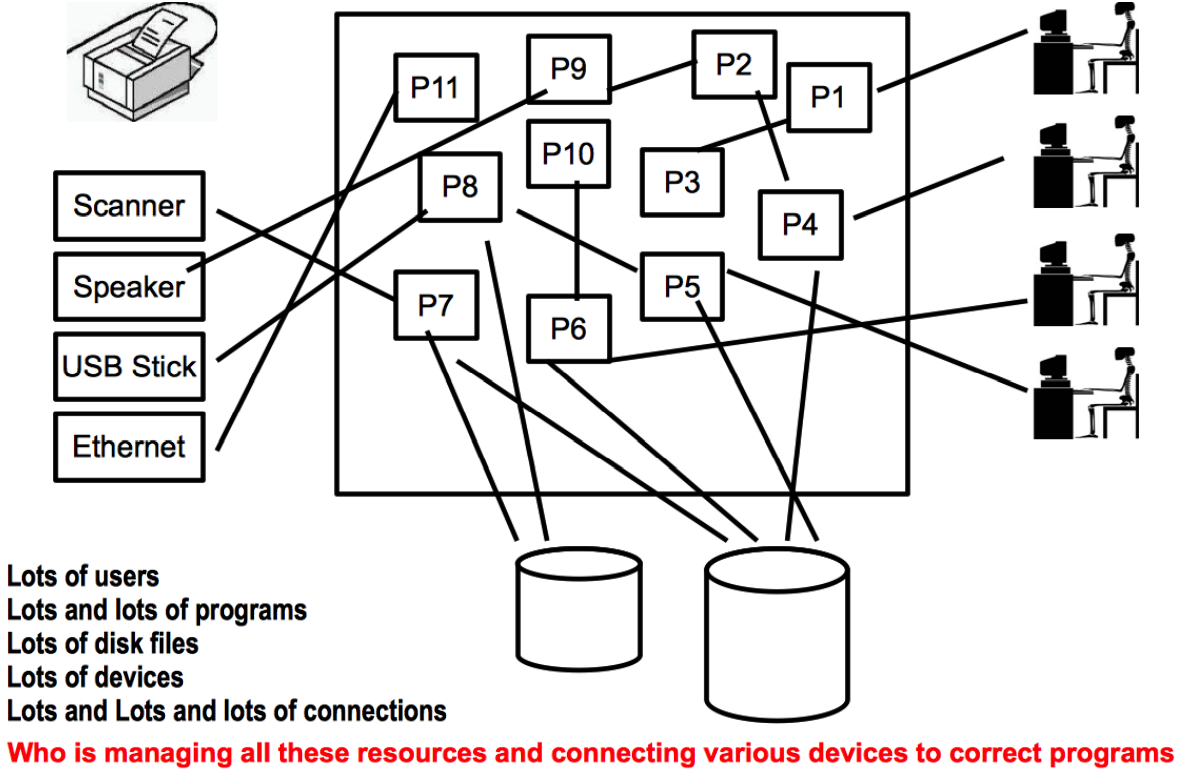 P9
P2
P11
P1
P10
P3
P8
Scanner
P4
Speaker
P7
P5
P6
USB Stick
Ethernet
Lots of users
Lots and lots of programs
Lots of disk files
Lots of devices
Lots and Lots and lots of connections
Who is managing all these resources and connecting various devices to correct programs